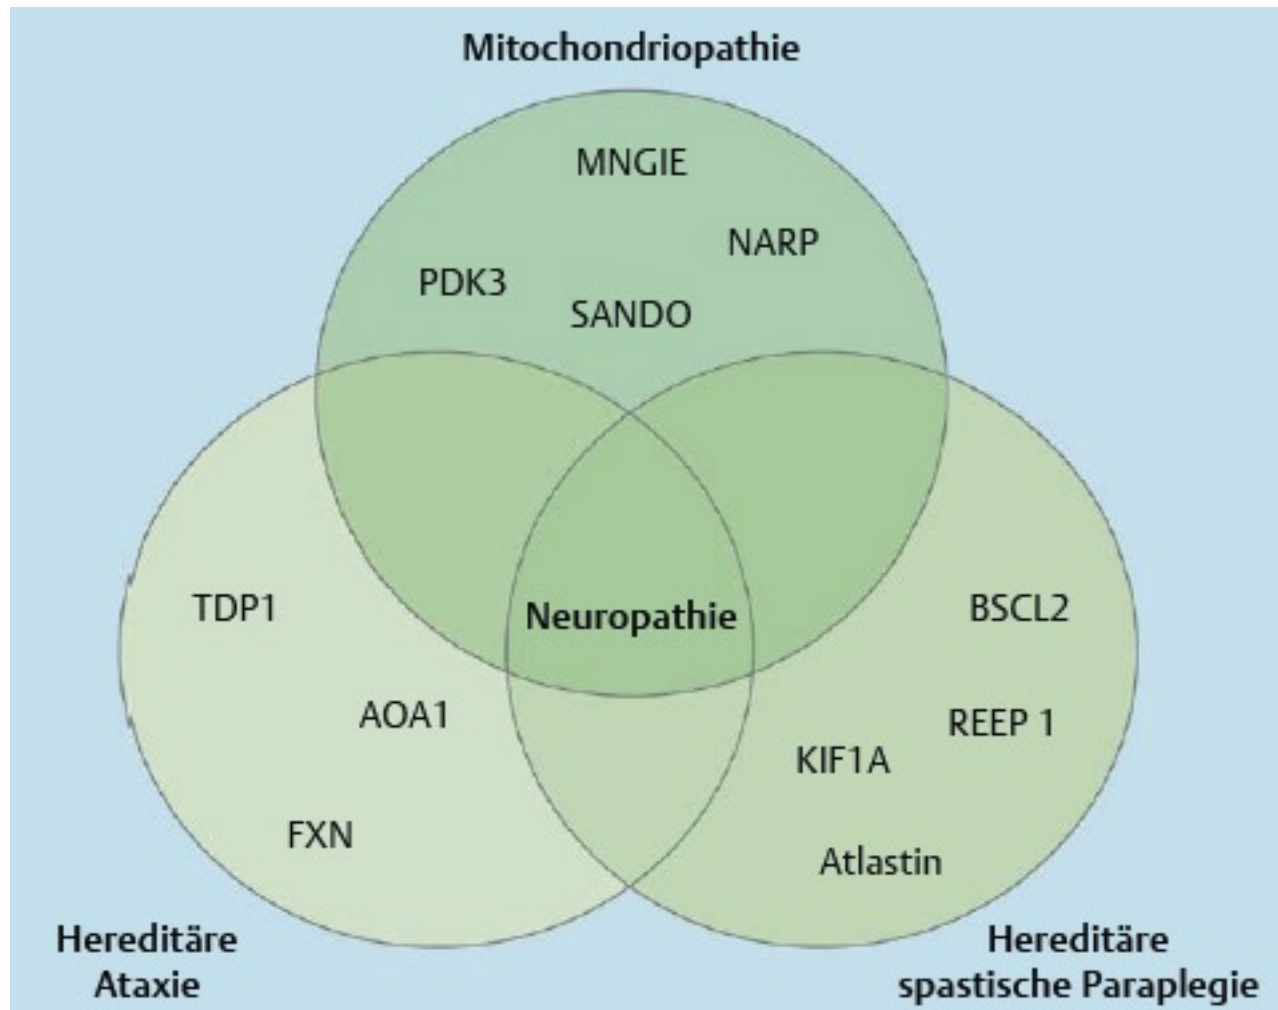 Mitochondriopathie
MNGIE
NARP
PDK3
SANDO
TDP1
Neuropathie
BSCL2
AOA1
REEP 1
KIF1A
FXN
Atlastin
Hereditäre
Ataxie
Hereditäre
spastische Paraplegie